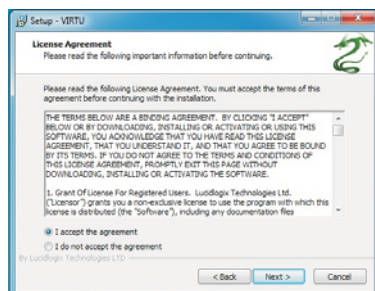 Setup - VIRTU
License Agreement
Please read the following important information before continuing.
Please read the following License Agreement. You must accept the terms of this
agreement before continuing with the installation.
THE TERMS BELOW ARE A BINDING AGREEMENT. BY CLICKING "I ACCEPT"
BELOW OR BY DOWNLOADING, INSTALLING OR ACTIVATING OR USING THIS
SOFTWARE, YOU ACKNOWLEDGE THAT YOU HAVE READ THIS LICENSE
AGREEMENT, THAT YOU UNDERSTAND IT, AND THAT YOU AGREE TO BE BOUND
BY ITS TERMS. IF YOU DO NOT AGREE TO THE TERMS AND CONDITIONS OF
THIS LICENSE AGREEMENT, PROMPTLY EXIT THIS PAGE WITHOUT
DOWNLOADING, INSTALLING OR ACTIVATING THE SOFTWARE.
1. Grant Of License For Registered Users. Lucidlogix Technologies Ltd.
("Licensor") grants you a non-exclusive license to use the program with which this
license is distributed (the "Software"), including any documentation files
I accept the agreement
I do not accept the agreement
By Lucidlogix Technologies LTD
< Back
Next >
Cancel